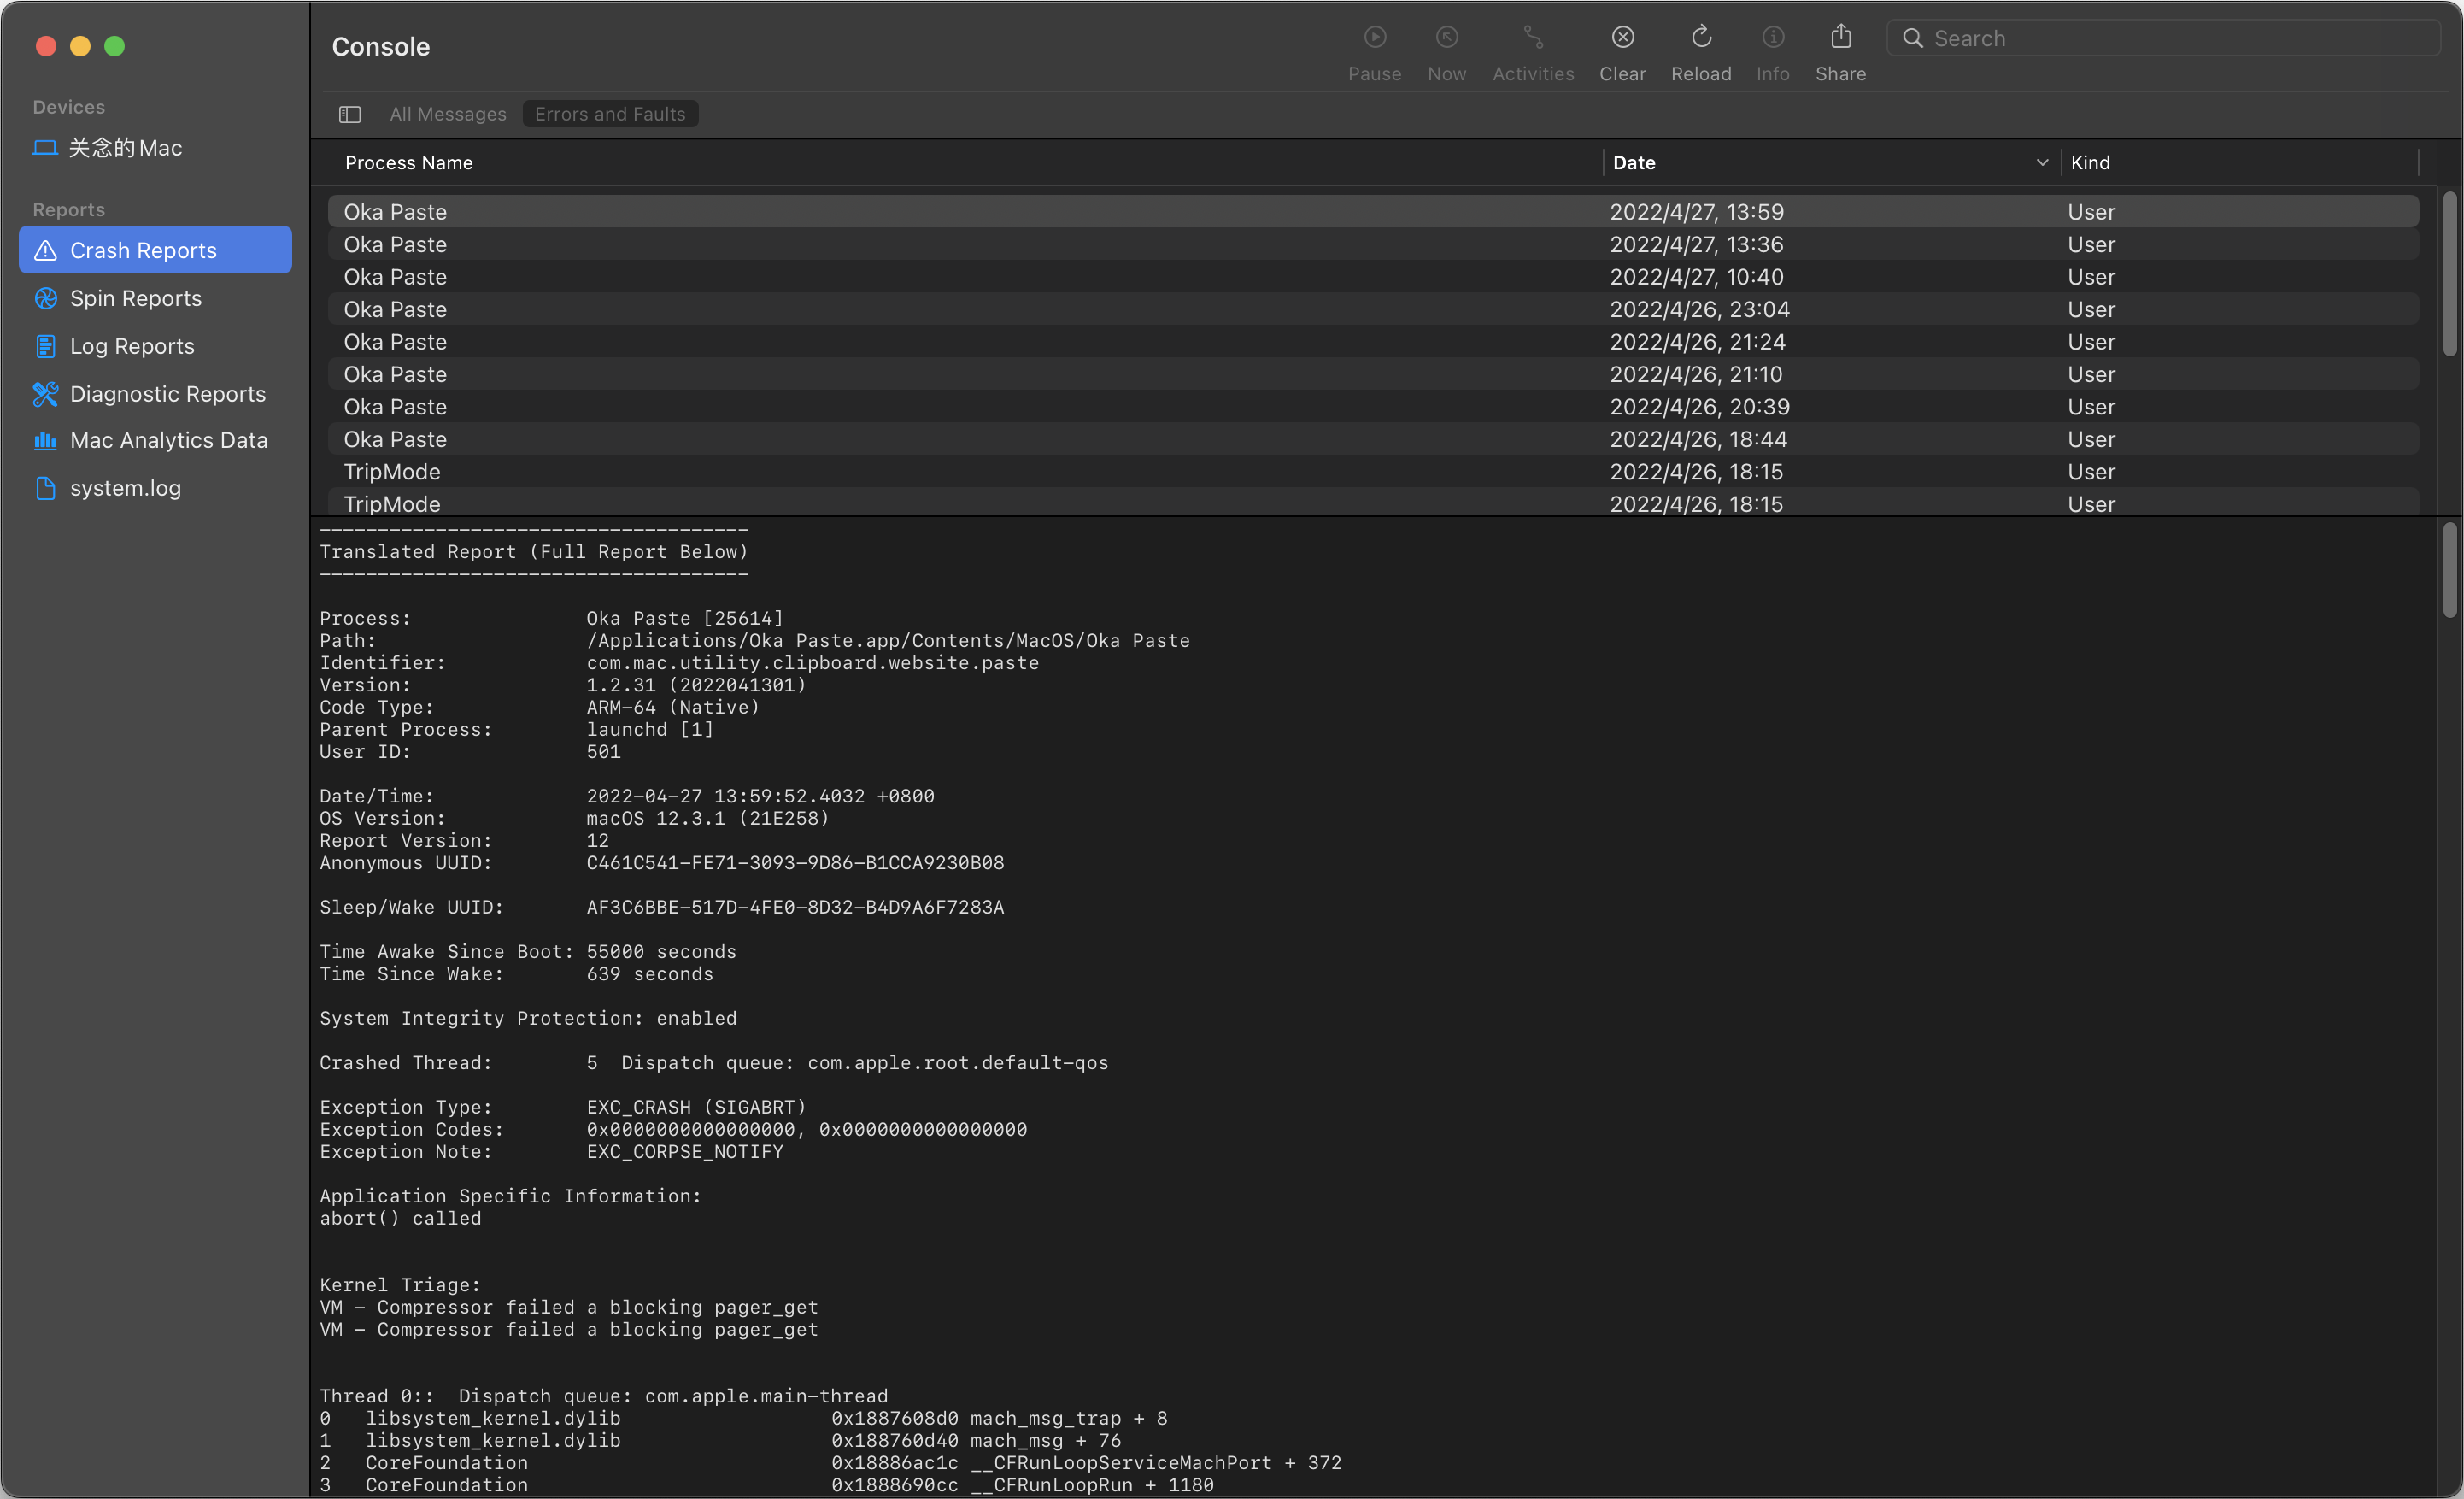 Console
Pause Now Activities Clear Reload Info Share
Search
Devices
关念的Mac
Reports
Crash Reports
Spin Reports
Log Reports
Diagnostic Reports
Mac Analytics Data
system.log
All Messages Errors and Faults
Process Name Date Kind
Oka Paste 2022/4/27, 13:59 User
Oka Paste 2022/4/27, 13:36 User
Oka Paste 2022/4/27, 10:40 User
Oka Paste 2022/4/26, 23:04 User
Oka Paste 2022/4/26, 21:24 User
Oka Paste 2022/4/26, 21:10 User
Oka Paste 2022/4/26, 20:39 User
Oka Paste 2022/4/26, 18:44 User
TripMode 2022/4/26, 18:15 User
TripMode 2022/4/26, 18:15 User
-------------------------------------
Translated Report (Full Report Below)
-------------------------------------
Process: Oka Paste [25614]
Path: /Applications/Oka Paste.app/Contents/MacOS/Oka Paste
Identifier: com.mac.utility.clipboard.website.paste
Version: 1.2.31 (2022041301)
Code Type: ARM-64 (Native)
Parent Process: launchd [1]
User ID: 501
Date/Time: 2022-04-27 13:59:52.4032 +0800
OS Version: macOS 12.3.1 (21E258)
Report Version: 12
Anonymous UUID: C461C541-FE71-3093-9D86-B1CCA9230B08
Sleep/Wake UUID: AF3C6BBE-517D-4FE0-8D32-B4D9A6F7283A
Time Awake Since Boot: 55000 seconds
Time Since Wake: 639 seconds
System Integrity Protection: enabled
Crashed Thread: 5 Dispatch queue: com.apple.root.default-qos
Exception Type: EXC_CRASH (SIGABRT)
Exception Codes: 0x0000000000000000, 0x0000000000000000
Exception Note: EXC_CORPSE_NOTIFY
Application Specific Information:
abort() called
Kernel Triage:
VM - Compressor failed a blocking pager_get
VM - Compressor failed a blocking pager_get
Thread 0:: Dispatch queue: com.apple.main-thread
0 libsystem_kernel.dylib 0x1887608d0 mach_msg_trap + 8
1 libsystem_kernel.dylib 0x188760d40 mach_msg + 76
2 CoreFoundation 0x18886ac1c __CFRunLoopServiceMachPort + 372
3 CoreFoundation 0x1888690cc __CFRunLoopRun + 1180